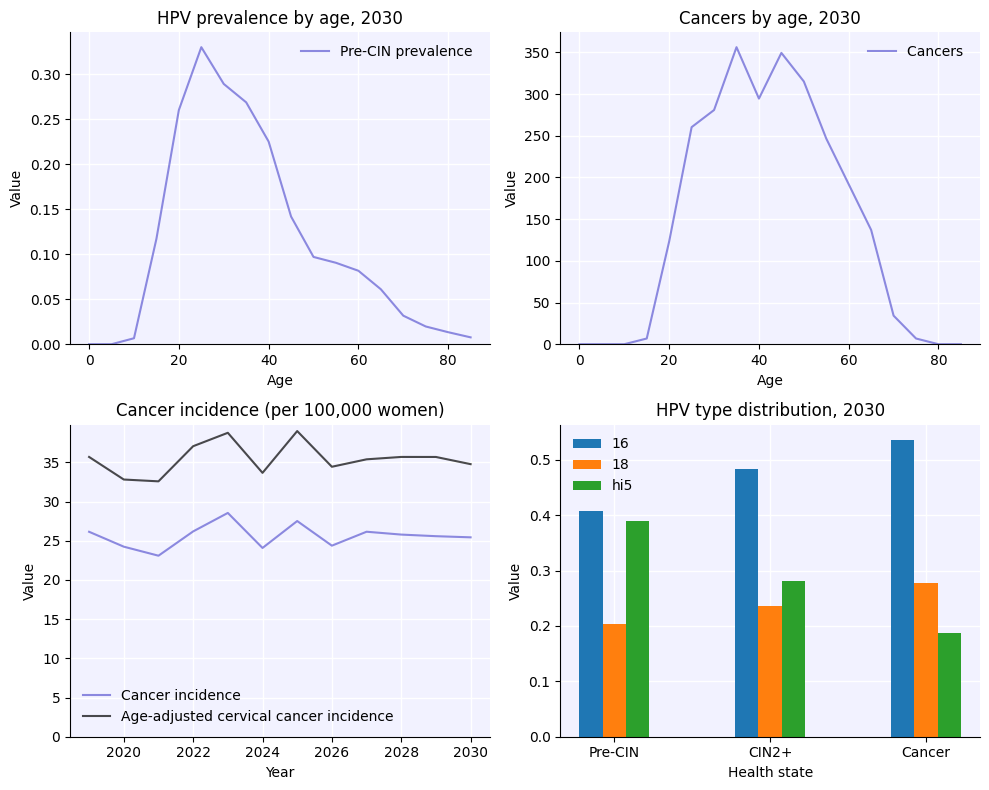 HPV prevalence by age, 2030
Pre-CIN prevalence
0.30
0.25
0.20
0.15
0.10
0.05
0.00
Value
0 20 40 60 80
Age
Cancers by age, 2030
Cancers
350
300
250
200
150
100
50
0
Value
0 20 40 60 80
Age
Cancer incidence (per 100,000 women)
35
30
25
20
15
10
5
0
Value
Cancer incidence
Age-adjusted cervical cancer incidence
2020 2022 2024 2026 2028 2030
Year
HPV type distribution, 2030
16
18
hi5
0.5
0.4
0.3
0.2
0.1
0.0
Value
Pre-CIN CIN2+ Cancer
Health state